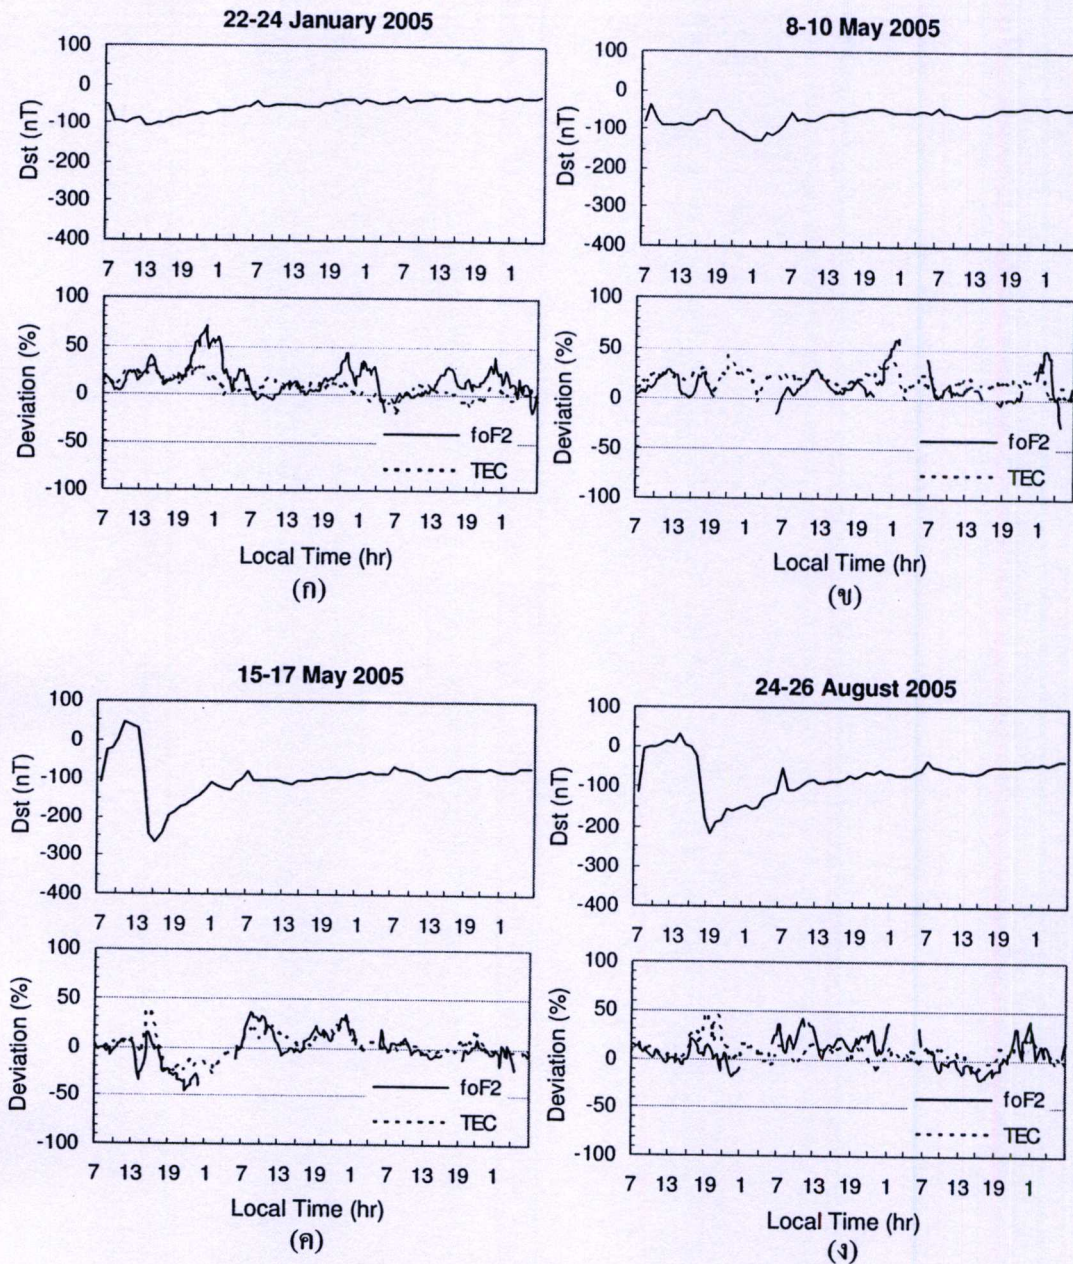 22-24 January 2005
100
0
-100
-200
-300
-400
Dst (nT)
7 13 19 1 7 13 19 1 7 13 19 1
100
50
0
-50
-100
Deviation (%)
foF2
TEC
7 13 19 1 7 13 19 1 7 13 19 1
Local Time (hr)
(ก)
8-10 May 2005
100
0
-100
-200
-300
-400
Dst (nT)
7 13 19 1 7 13 19 1 7 13 19 1
100
50
0
-50
-100
Deviation (%)
foF2
TEC
7 13 19 1 7 13 19 1 7 13 19 1
Local Time (hr)
(ข)
15-17 May 2005
100
0
-100
-200
-300
-400
Dst (nT)
7 13 19 1 7 13 19 1 7 13 19 1
100
50
0
-50
-100
Deviation (%)
foF2
TEC
7 13 19 1 7 13 19 1 7 13 19 1
Local Time (hr)
(ค)
24-26 August 2005
100
0
-100
-200
-300
-400
Dst (nT)
7 13 19 1 7 13 19 1 7 13 19 1
100
50
0
-50
-100
Deviation (%)
foF2
TEC
7 13 19 1 7 13 19 1 7 13 19 1
Local Time (hr)
(ง)